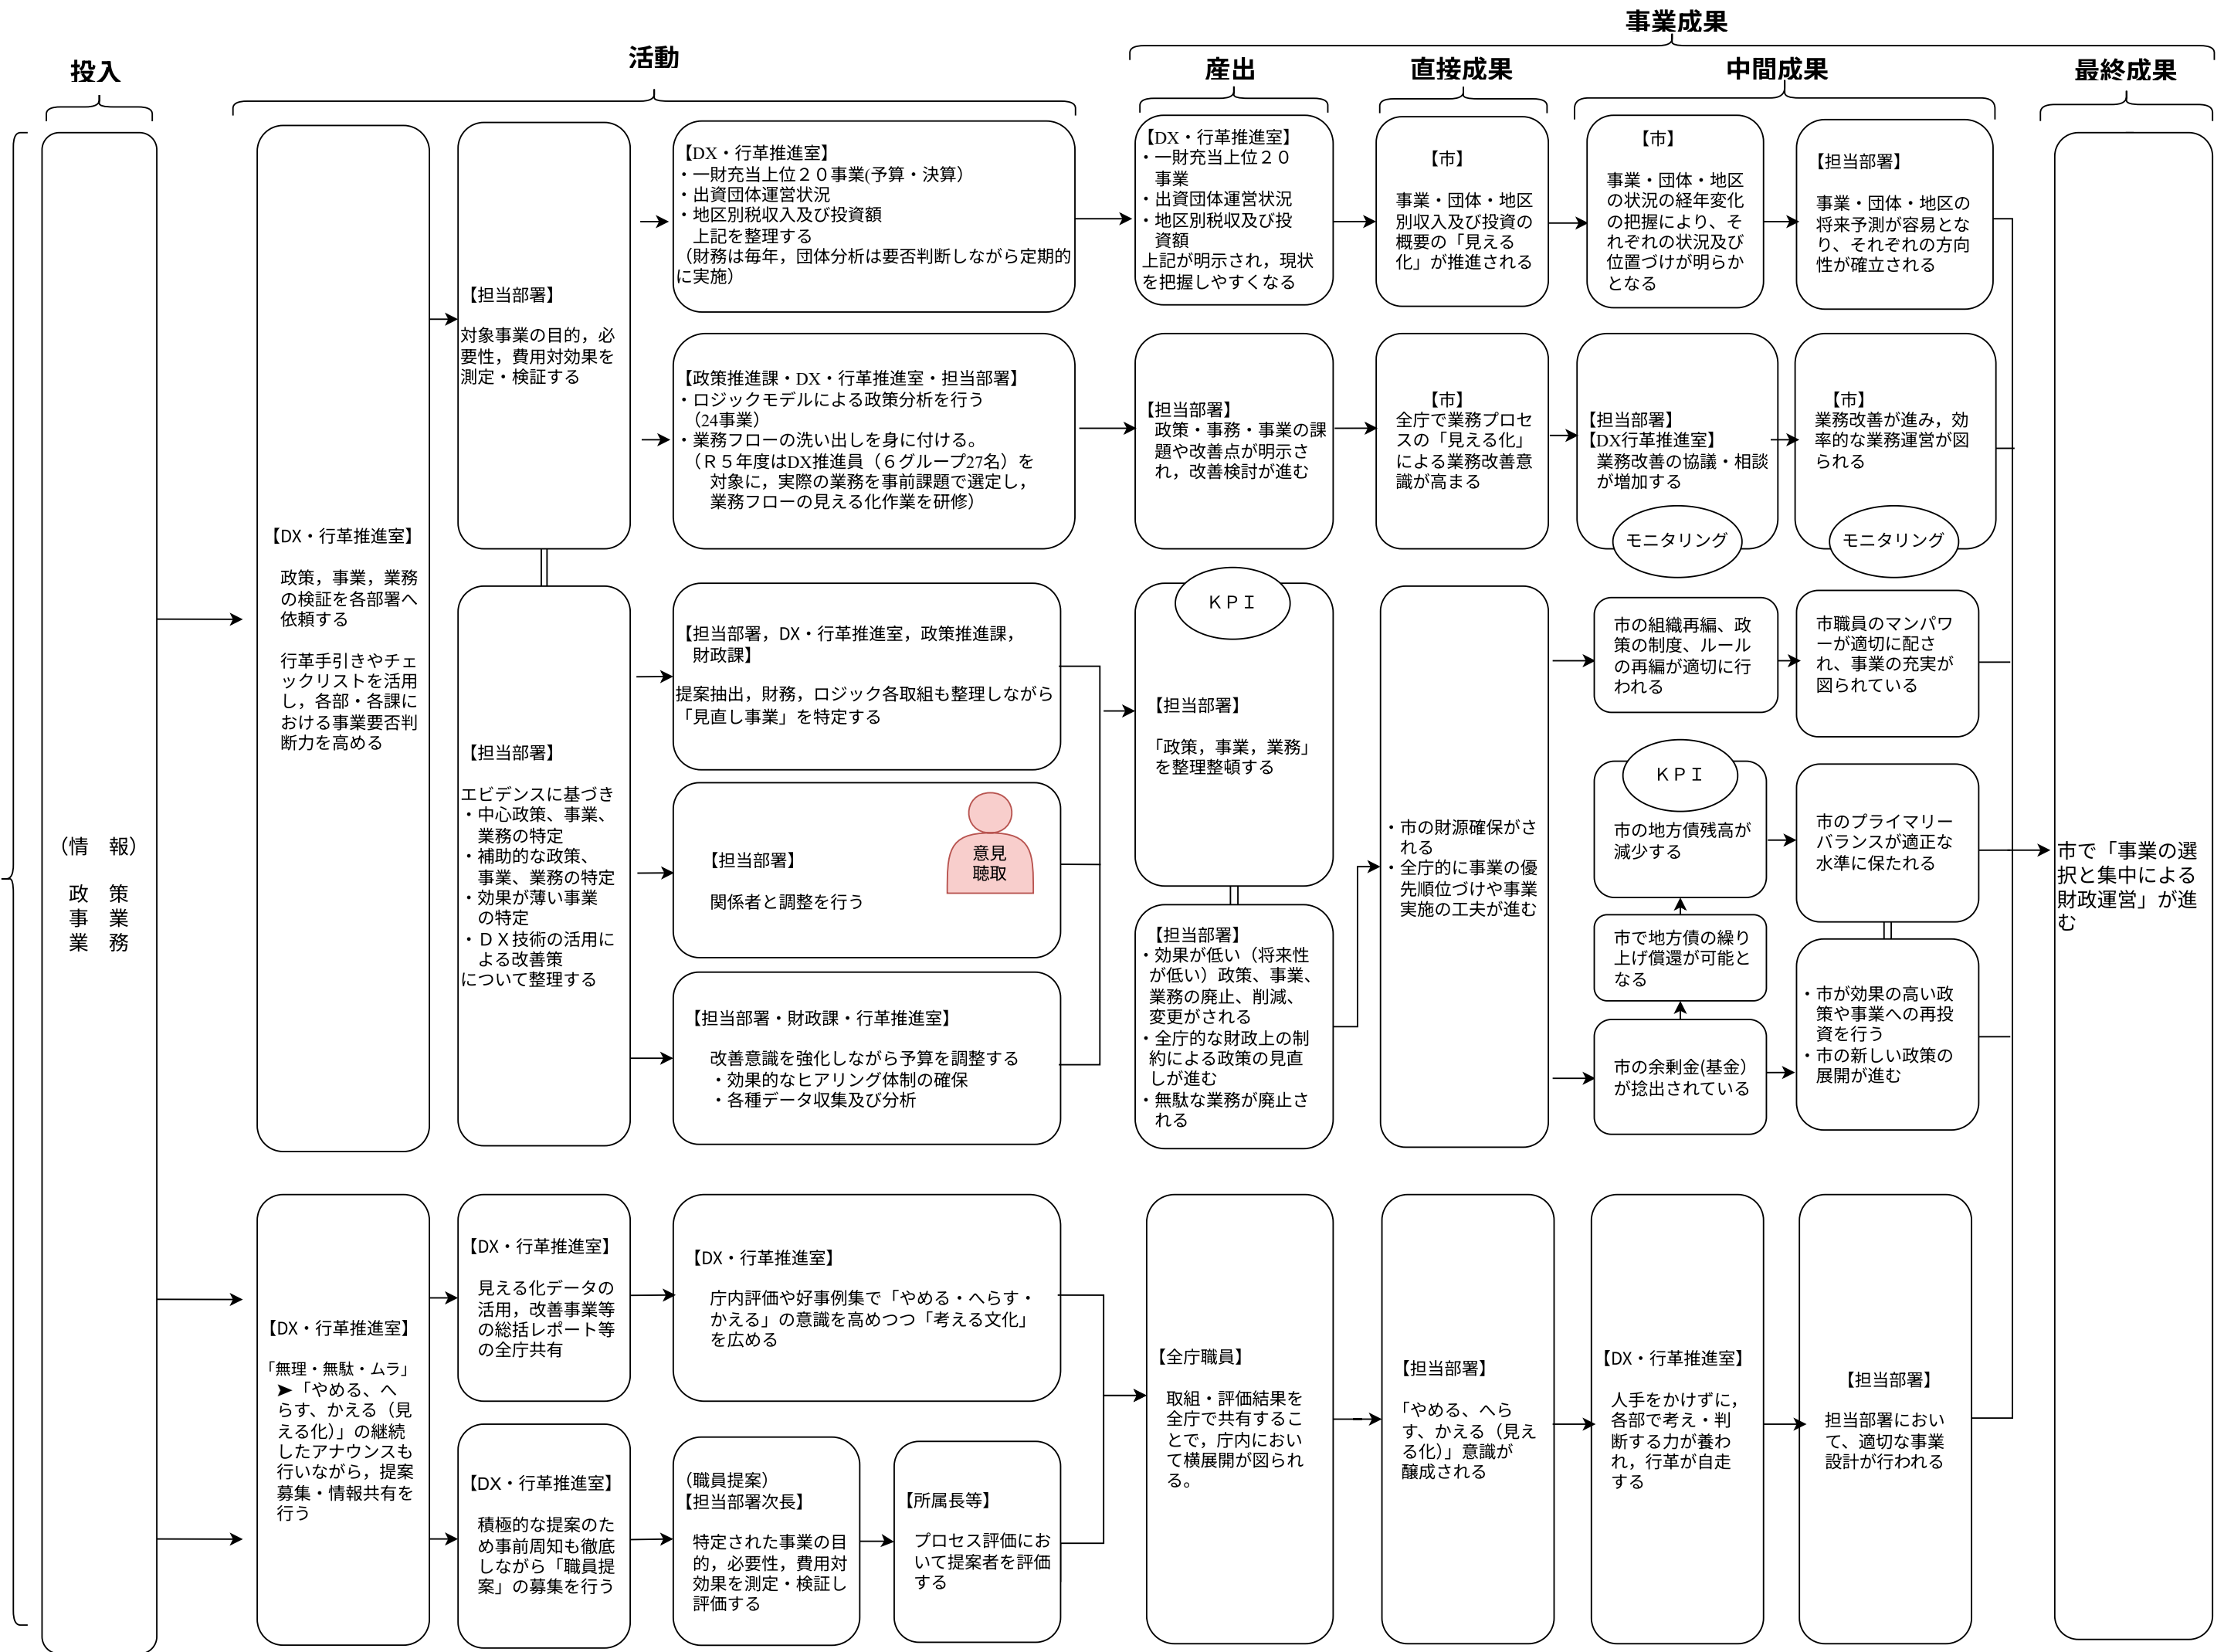 事業成果
投入
活動
産出
直接成果
中間成果
最終成果
（情　報）
政　策
事　業
業　務
【DX・行革推進室】
政策，事業，業務
の検証を各部署へ
依頼する
行革手引きやチェ
ックリストを活用
し，各部・各課に
おける事業要否判
断力を高める
【担当部署】
対象事業の目的，必
要性，費用対効果を
測定・検証する
【DX・行革推進室】
・一財充当上位２０事業(予算・決算）
・出資団体運営状況
・地区別税収入及び投資額
上記を整理する
（財務は毎年，団体分析は要否判断しながら定期的
に実施）
【DX・行革推進室】
・一財充当上位２０
事業
・出資団体運営状況
・地区別税収及び投
資額
上記が明示され，現状
を把握しやすくなる
【市】
事業・団体・地区
別収入及び投資の
概要の「見える
化」が推進される
【市】
事業・団体・地区
の状況の経年変化
の把握により、そ
れぞれの状況及び
位置づけが明らか
となる
【担当部署】
事業・団体・地区の
将来予測が容易とな
り、それぞれの方向
性が確立される
【政策推進課・DX・行革推進室・担当部署】
・ロジックモデルによる政策分析を行う
（24事業）
・業務フローの洗い出しを身に付ける。
（Ｒ５年度はDX推進員（６グループ27名）を
対象に，実際の業務を事前課題で選定し，
業務フローの見える化作業を研修）
【担当部署】
政策・事務・事業の課
題や改善点が明示さ
れ，改善検討が進む
【市】
全庁で業務プロセ
スの「見える化」
による業務改善意
識が高まる
【担当部署】
【DX行革推進室】
業務改善の協議・相談
が増加する
モニタリング
【市】
業務改善が進み，効
率的な業務運営が図
られる
モニタリング
【担当部署】
エビデンスに基づき
・中心政策、事業、
業務の特定
・補助的な政策、
事業、業務の特定
・効果が薄い事業
の特定
・ＤＸ技術の活用に
よる改善策
について整理する
【担当部署，DX・行革推進室，政策推進課，
財政課】
提案抽出，財務，ロジック各取組も整理しながら
「見直し事業」を特定する
【担当部署】
関係者と調整を行う
意見
聴取
【担当部署・財政課・行革推進室】
改善意識を強化しながら予算を調整する
・効果的なヒアリング体制の確保
・各種データ収集及び分析
ＫＰＩ
【担当部署】
「政策，事業，業務」
を整理整頓する
【担当部署】
・効果が低い（将来性
が低い）政策、事業、
業務の廃止、削減、
変更がされる
・全庁的な財政上の制
約による政策の見直
しが進む
・無駄な業務が廃止さ
れる
・市の財源確保がさ
れる
・全庁的に事業の優
先順位づけや事業
実施の工夫が進む
市の組織再編、政
策の制度、ルール
の再編が適切に行
われる
市職員のマンパワ
ーが適切に配さ
れ、事業の充実が
図られている
ＫＰＩ
市の地方債残高が
減少する
市のプライマリー
バランスが適正な
水準に保たれる
市で地方債の繰り
上げ償還が可能と
なる
市の余剰金(基金）
が捻出されている
・市が効果の高い政
策や事業への再投
資を行う
・市の新しい政策の
展開が進む
市で「事業の選
択と集中による
財政運営」が進
む
【DX・行革推進室】
「無理・無駄・ムラ」
➤「やめる、へ
らす、かえる（見
える化）」の継続
したアナウンスも
行いながら，提案
募集・情報共有を
行う
【DX・行革推進室】
見える化データの
活用，改善事業等
の総括レポート等
の全庁共有
【DX・行革推進室】
庁内評価や好事例集で「やめる・へらす・
かえる」の意識を高めつつ「考える文化」
を広める
【DX・行革推進室】
積極的な提案のた
め事前周知も徹底
しながら「職員提
案」の募集を行う
（職員提案）
【担当部署次長】
特定された事業の目
的，必要性，費用対
効果を測定・検証し
評価する
【所属長等】
プロセス評価にお
いて提案者を評価
する
【全庁職員】
取組・評価結果を
全庁で共有するこ
とで，庁内におい
て横展開が図られ
る。
【担当部署】
「やめる、へら
す、かえる（見え
る化）」意識が
醸成される
【DX・行革推進室】
人手をかけずに，
各部で考え・判
断する力が養わ
れ，行革が自走
する
【担当部署】
担当部署におい
て、適切な事業
設計が行われる